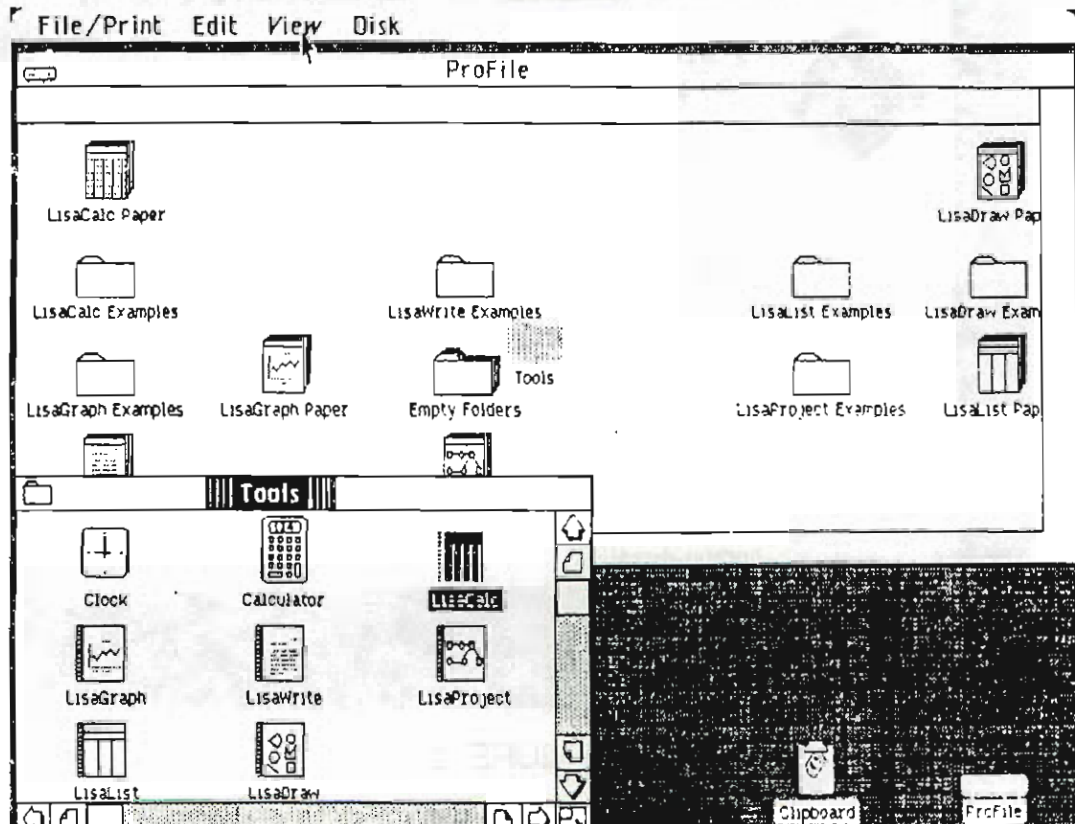 File/Print Edit View Disk
ProFile
LisaCalc Paper
LisaDraw Pap
LisaCalc Examples
LisaWrite Examples
LisaList Examples
LisaDraw Exam
Tools
LisaGraph Examples
LisaGraph Paper
Empty Folders
LisaProject Examples
LisaList Pap
Tools
Clock
Calculator
LisaCalc
LisaGraph
LisaWrite
LisaProject
LisaList
LisaDraw
Clipboard
ProFile